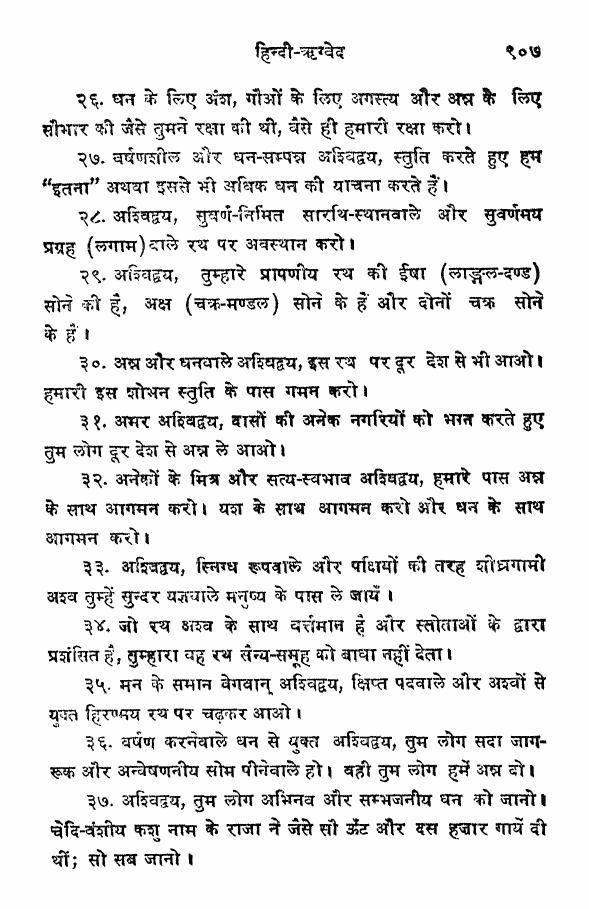 हिन्दी-ऋग्वेद ९०७
२६. धन के लिए अंश, गौओं के लिए अगस्त्य और अन्न के लिए
सौभार की जैसे तुमने रक्षा की थी, वैसे ही हमारी रक्षा करो।
२७. वर्षणशील और धन-सम्पन्न अश्विद्वय, स्तुति करते हुए हम
“इतना” अथवा इससे भी अधिक धन की याचना करते हैं।
२८. अश्विद्वय, सुवर्ण-निर्मित सारथि-स्थानवाले और सुवर्णमय
प्रग्रह (लगाम) वाले रथ पर अवस्थान करो।
२९. अश्विद्वय, तुम्हारे प्रापणीय रथ की ईषा (लाङ्गल-दण्ड)
सोने की है, अक्ष (चक्र-मण्डल) सोने के हैं और दोनों चक्र सोने
के हैं।
३०. अन्न और धनवाले अश्विद्वय, इस रथ पर दूर देश से भी आओ।
हमारी इस शोभन स्तुति के पास गमन करो।
३१. अमर अश्विद्वय, दासों की अनेक नगरियों को भग्न करते हुए
तुम लोग दूर देश से अन्न ले आओ।
३२. अनेकों के मित्र और सत्य-स्वभाव अश्विद्वय, हमारे पास अन्न
के साथ आगमन करो। यश के साथ आगमन करो और धन के साथ
आगमन करो।
३३. अश्विद्वय, स्निग्ध रूपवाले और पक्षियों की तरह शीघ्रगामी
अश्व तुम्हें सुन्दर यज्ञवाले मनुष्य के पास ले जायँ।
३४. जो रथ अश्व के साथ वर्त्तमान है और स्तोताओं के द्वारा
प्रशंसित है, तुम्हारा वह रथ सैन्य-समूह को बाधा नहीं देता।
३५. मन के समान वेगवान् अश्विद्वय, क्षिप्त पदवाले और अश्वों से
युक्त हिरण्मय रथ पर चढ़कर आओ।
३६. वर्षण करनेवाले धन से युक्त अश्विद्वय, तुम लोग सदा जाग-
रूक और अन्वेषणनीय सोम पीनेवाले हो। वही तुम लोग हमें अन्न दो।
३७. अश्विद्वय, तुम लोग अभिनव और सम्भजनीय धन को जानो।
चेदि-वंशीय कशु नाम के राजा ने जैसे सौ ऊँट और दस हजार गायें दी
थीं; सो सब जानो।